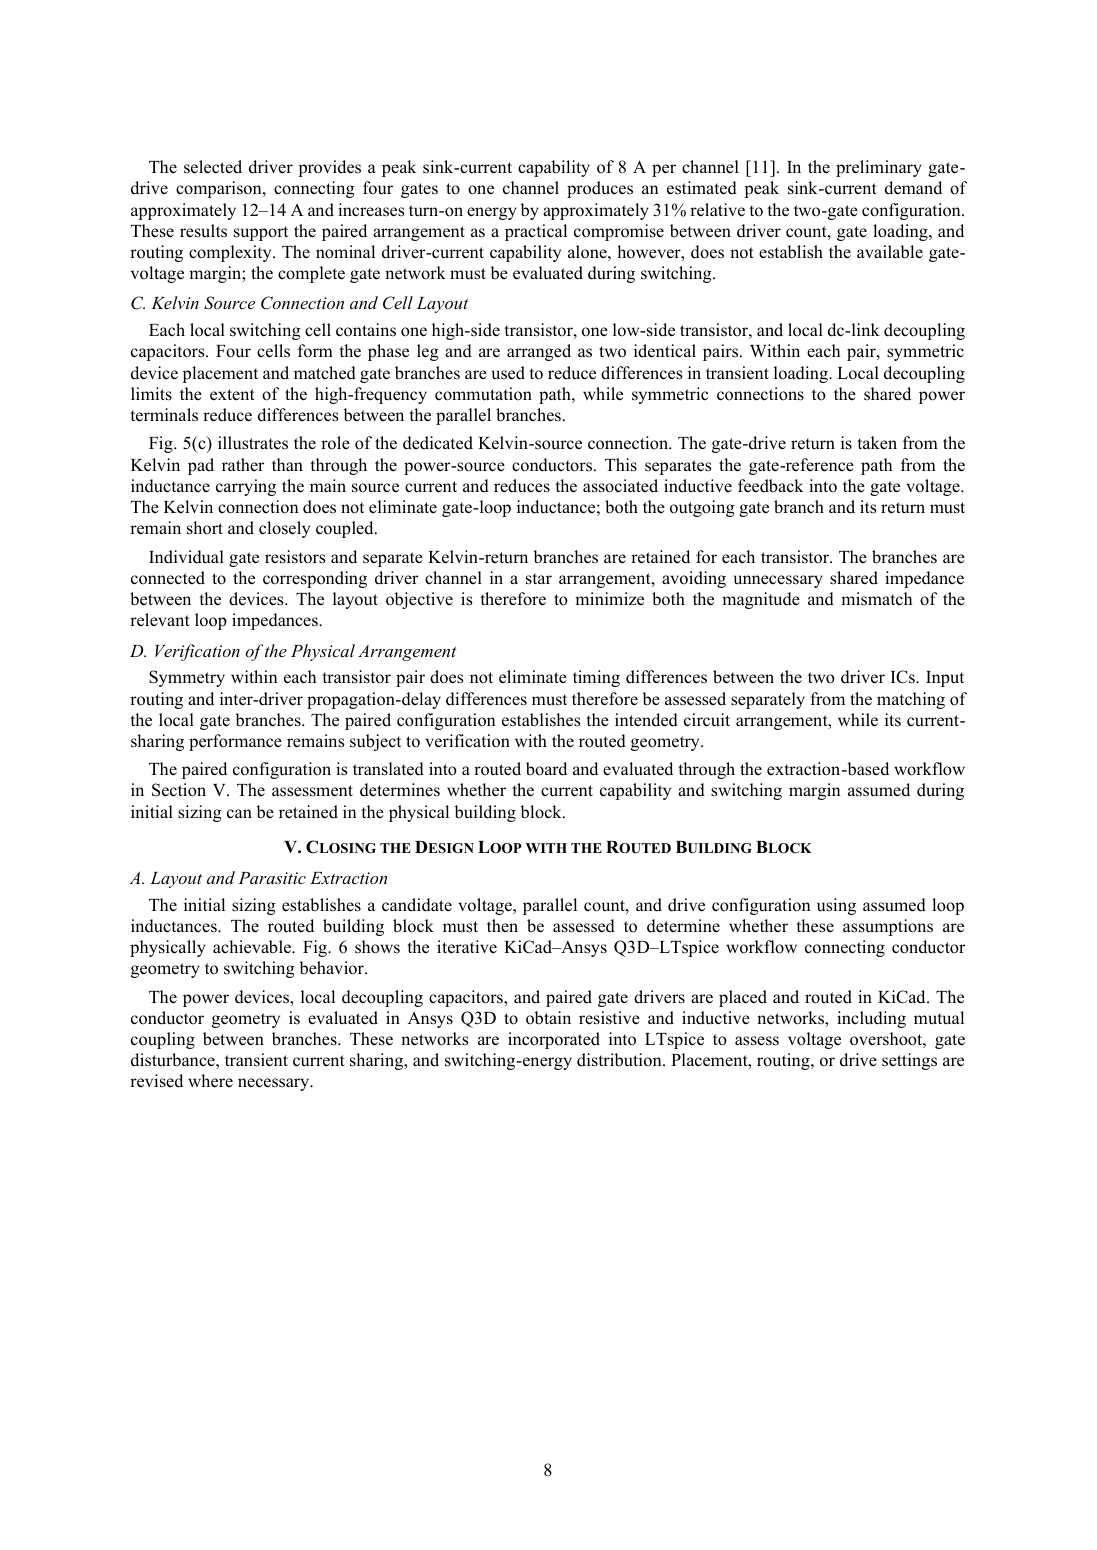 The selected driver provides a peak sink-current capability of 8 A per channel [11]. In the preliminary gate-
drive comparison, connecting four gates to one channel produces an estimated peak sink-current demand of
approximately 12–14 A and increases turn-on energy by approximately 31% relative to the two-gate configuration.
These results support the paired arrangement as a practical compromise between driver count, gate loading, and
routing complexity. The nominal driver-current capability alone, however, does not establish the available gate-
voltage margin; the complete gate network must be evaluated during switching.
C. Kelvin Source Connection and Cell Layout
Each local switching cell contains one high-side transistor, one low-side transistor, and local dc-link decoupling
capacitors. Four cells form the phase leg and are arranged as two identical pairs. Within each pair, symmetric
device placement and matched gate branches are used to reduce differences in transient loading. Local decoupling
limits the extent of the high-frequency commutation path, while symmetric connections to the shared power
terminals reduce differences between the parallel branches.
Fig. 5(c) illustrates the role of the dedicated Kelvin-source connection. The gate-drive return is taken from the
Kelvin pad rather than through the power-source conductors. This separates the gate-reference path from the
inductance carrying the main source current and reduces the associated inductive feedback into the gate voltage.
The Kelvin connection does not eliminate gate-loop inductance; both the outgoing gate branch and its return must
remain short and closely coupled.
Individual gate resistors and separate Kelvin-return branches are retained for each transistor. The branches are
connected to the corresponding driver channel in a star arrangement, avoiding unnecessary shared impedance
between the devices. The layout objective is therefore to minimize both the magnitude and mismatch of the
relevant loop impedances.
D. Verification of the Physical Arrangement
Symmetry within each transistor pair does not eliminate timing differences between the two driver ICs. Input
routing and inter-driver propagation-delay differences must therefore be assessed separately from the matching of
the local gate branches. The paired configuration establishes the intended circuit arrangement, while its current-
sharing performance remains subject to verification with the routed geometry.
The paired configuration is translated into a routed board and evaluated through the extraction-based workflow
in Section V. The assessment determines whether the current capability and switching margin assumed during
initial sizing can be retained in the physical building block.
V. CLOSING THE DESIGN LOOP WITH THE ROUTED BUILDING BLOCK
A. Layout and Parasitic Extraction
The initial sizing establishes a candidate voltage, parallel count, and drive configuration using assumed loop
inductances. The routed building block must then be assessed to determine whether these assumptions are
physically achievable. Fig. 6 shows the iterative KiCad–Ansys Q3D–LTspice workflow connecting conductor
geometry to switching behavior.
The power devices, local decoupling capacitors, and paired gate drivers are placed and routed in KiCad. The
conductor geometry is evaluated in Ansys Q3D to obtain resistive and inductive networks, including mutual
coupling between branches. These networks are incorporated into LTspice to assess voltage overshoot, gate
disturbance, transient current sharing, and switching-energy distribution. Placement, routing, or drive settings are
revised where necessary.
8